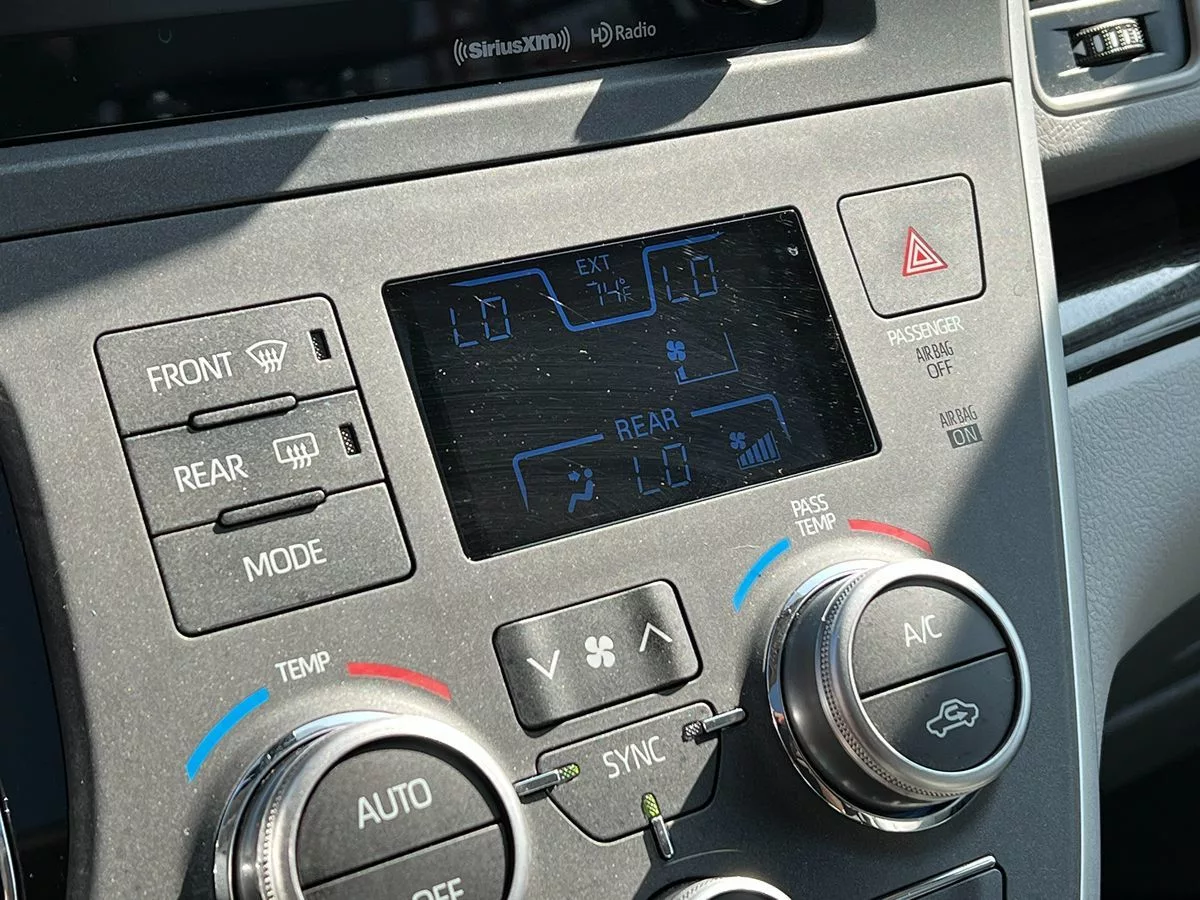 SiriusXM
HD Radio
EXT
74°F
LO
LO
FRONT
PASSENGER
AIR BAG
OFF
REAR
REAR
AIR BAG
ON
LO
MODE
PASS
TEMP
A/C
TEMP
SYNC
AUTO
OFF